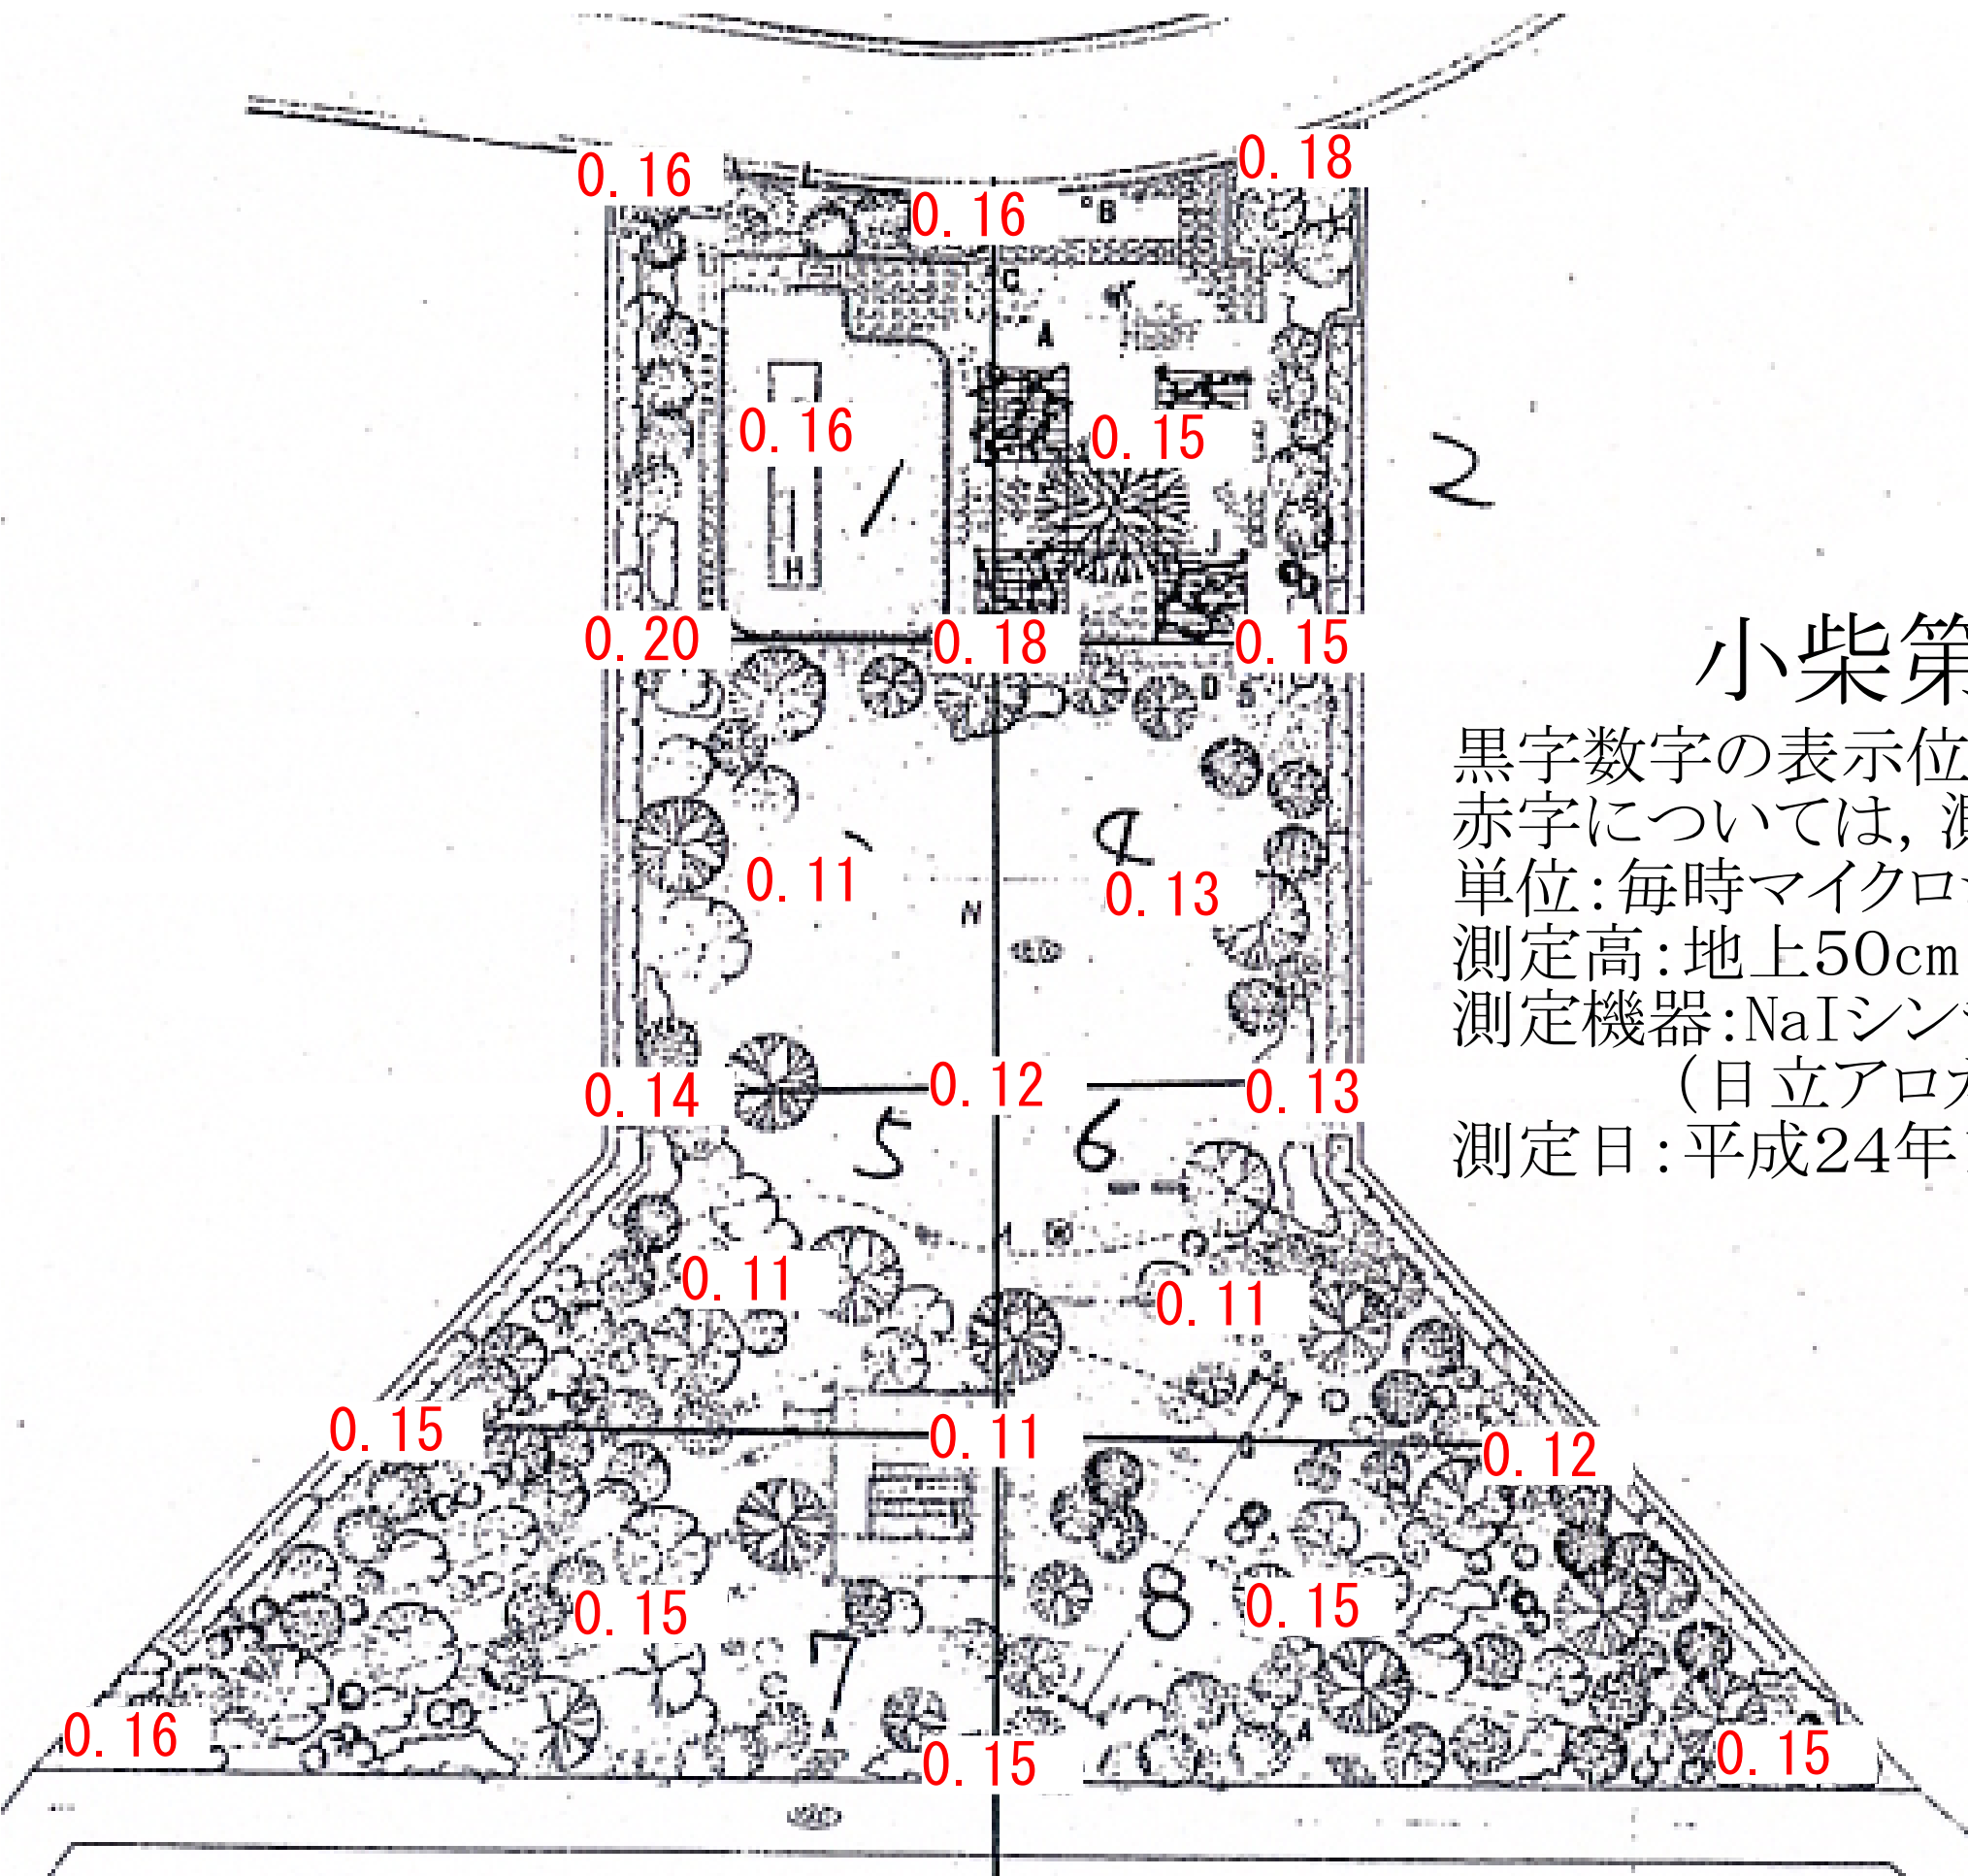 0.16
0.18
0.16
B
C
A
0.16
0.15
2
H
0.20
0.18
0.15
小柴第
D
黒字数字の表示位
赤字については，測
4
0.11
0.13
単位：毎時マイクロ
N
測定高：地上50cm
測定機器：NaIシン
（日立アロカ
0.14
0.12
0.13
5
6
測定日：平成24年
0.11
0.11
0.15
0.11
0.12
8
0.15
0.15
7
0.16
0.15
0.15